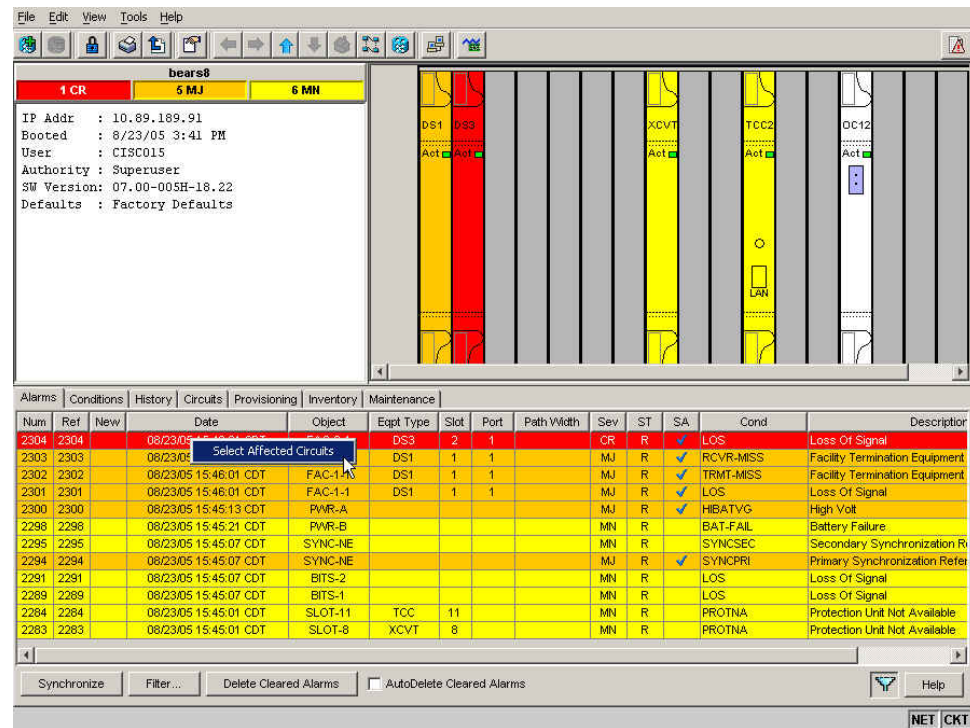 File Edit View Tools Help
bears8
1 CR 5 MJ 6 MN
IP Addr : 10.89.189.91
Booted : 8/23/05 3:41 PM
User : CISC015
Authority : Superuser
SW Version: 07.00-005H-18.22
Defaults : Factory Defaults
DS1 DS3 XCVT TCC2 OC12
Act Act Act Act Act
LAN
Alarms Conditions History Circuits Provisioning Inventory Maintenance
Num Ref New Date Object Eqpt Type Slot Port Path Width Sev ST SA Cond Description
2304 2304 08/23/05 DS3 2 1 CR R LOS Loss Of Signal
Select Affected Circuits
2303 2303 08/23/05 DS1 1 1 MJ R RCVR-MISS Facility Termination Equipment
2302 2302 08/23/05 15:46:01 CDT FAC-1-1 DS1 1 1 MJ R TRMT-MISS Facility Termination Equipment
2301 2301 08/23/05 15:46:01 CDT FAC-1-1 DS1 1 1 MJ R LOS Loss Of Signal
2300 2300 08/23/05 15:45:13 CDT PWR-A MJ R HIBATVG High Volt
2298 2298 08/23/05 15:45:21 CDT PWR-B MN R BAT-FAIL Battery Failure
2295 2295 08/23/05 15:45:07 CDT SYNC-NE MN R SYNCSEC Secondary Synchronization R
2294 2294 08/23/05 15:45:07 CDT SYNC-NE MJ R SYNCPRI Primary Synchronization Refer
2291 2291 08/23/05 15:45:07 CDT BITS-2 MN R LOS Loss Of Signal
2289 2289 08/23/05 15:45:07 CDT BITS-1 MN R LOS Loss Of Signal
2284 2284 08/23/05 15:45:01 CDT SLOT-11 TCC 11 MN R PROTNA Protection Unit Not Available
2283 2283 08/23/05 15:45:01 CDT SLOT-8 XCVT 8 MN R PROTNA Protection Unit Not Available
Synchronize Filter... Delete Cleared Alarms AutoDelete Cleared Alarms Help
NET CKT